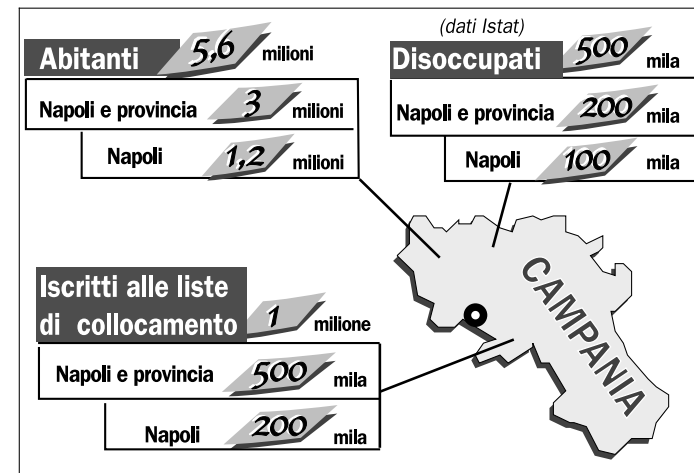 Abitanti 5,6 milioni
Napoli e provincia 3 milioni
Napoli 1,2 milioni
(dati Istat)
Disoccupati 500 mila
Napoli e provincia 200 mila
Napoli 100 mila
Iscritti alle liste
di collocamento 1 milione
Napoli e provincia 500 mila
Napoli 200 mila
CAMPANIA